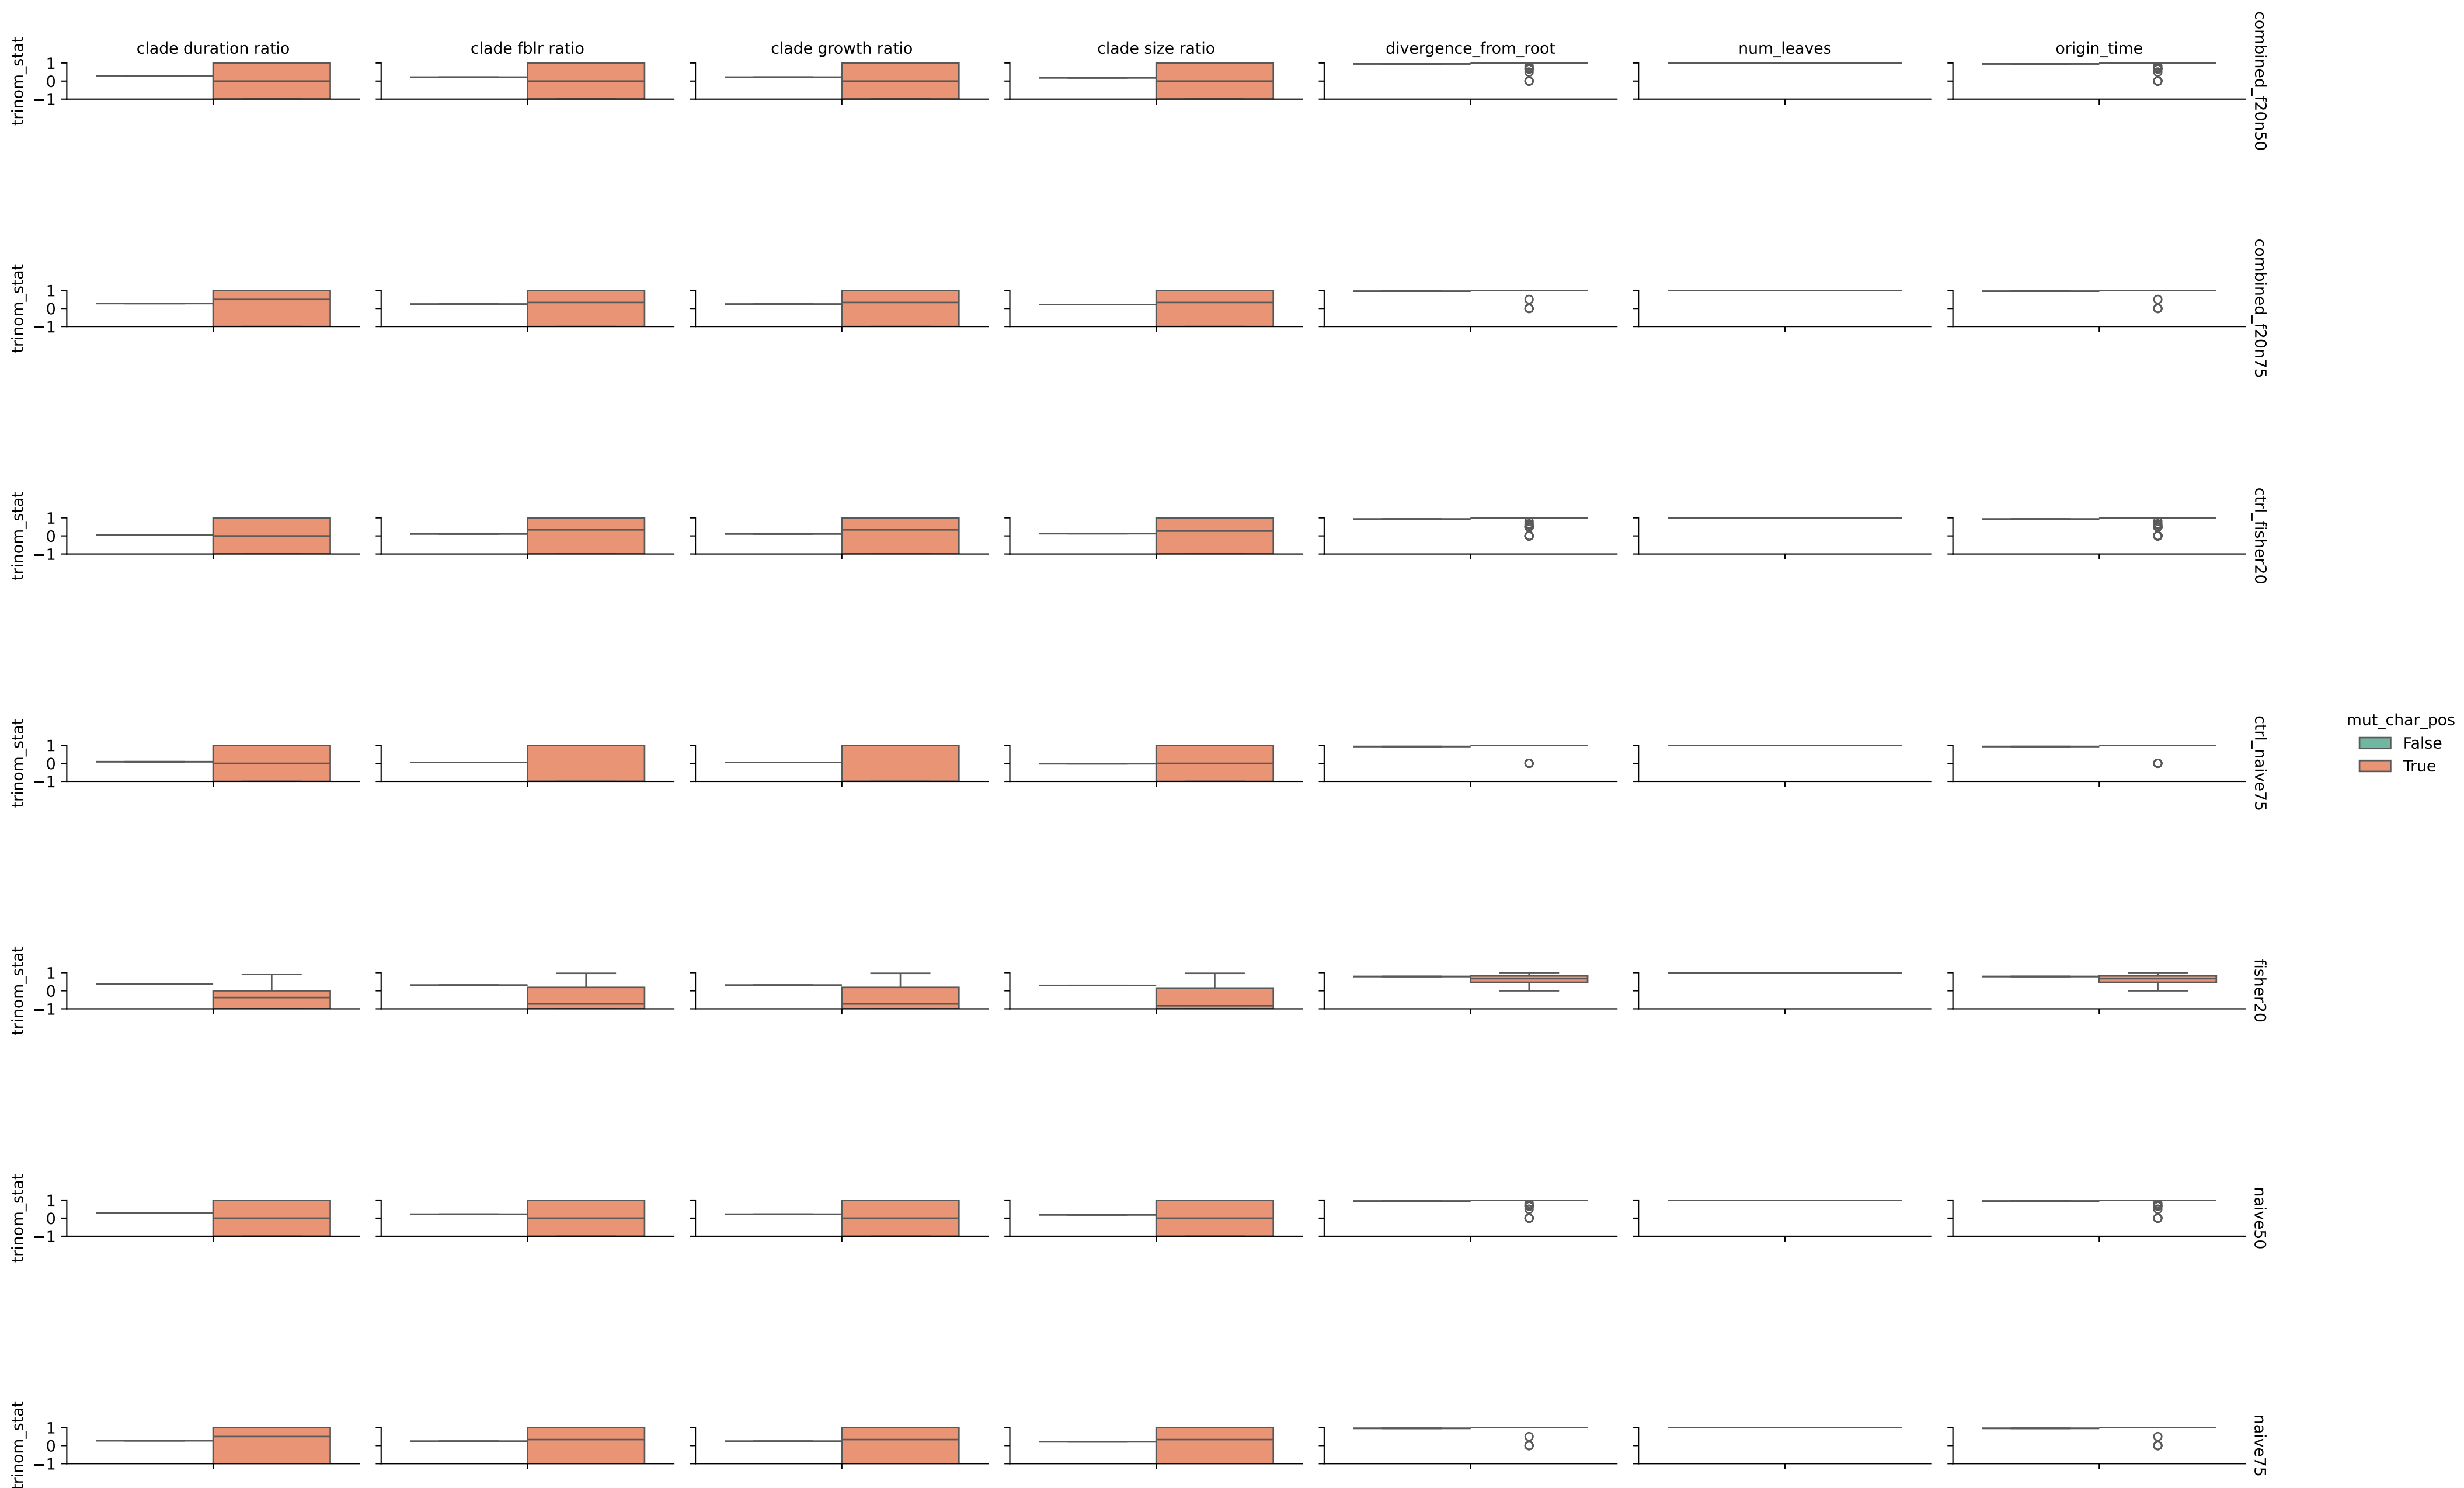 clade duration ratio
clade fblr ratio
clade growth ratio
clade size ratio
divergence_from_root
num_leaves
origin_time
trinom_stat
1
0
−1
combined_f20n50
trinom_stat
1
0
−1
combined_f20n75
trinom_stat
1
0
−1
ctrl_fisher20
trinom_stat
1
0
−1
ctrl_naive75
mut_char_pos
False
True
trinom_stat
1
0
−1
fisher20
trinom_stat
1
0
−1
naive50
trinom_stat
1
0
−1
naive75